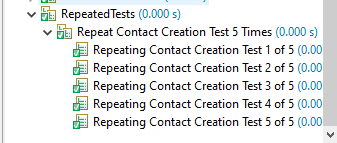 RepeatedTests (0.000 s)
Repeat Contact Creation Test 5 Times (0.000 s)
Repeating Contact Creation Test 1 of 5 (0.00
Repeating Contact Creation Test 2 of 5 (0.00
Repeating Contact Creation Test 3 of 5 (0.00
Repeating Contact Creation Test 4 of 5 (0.00
Repeating Contact Creation Test 5 of 5 (0.00